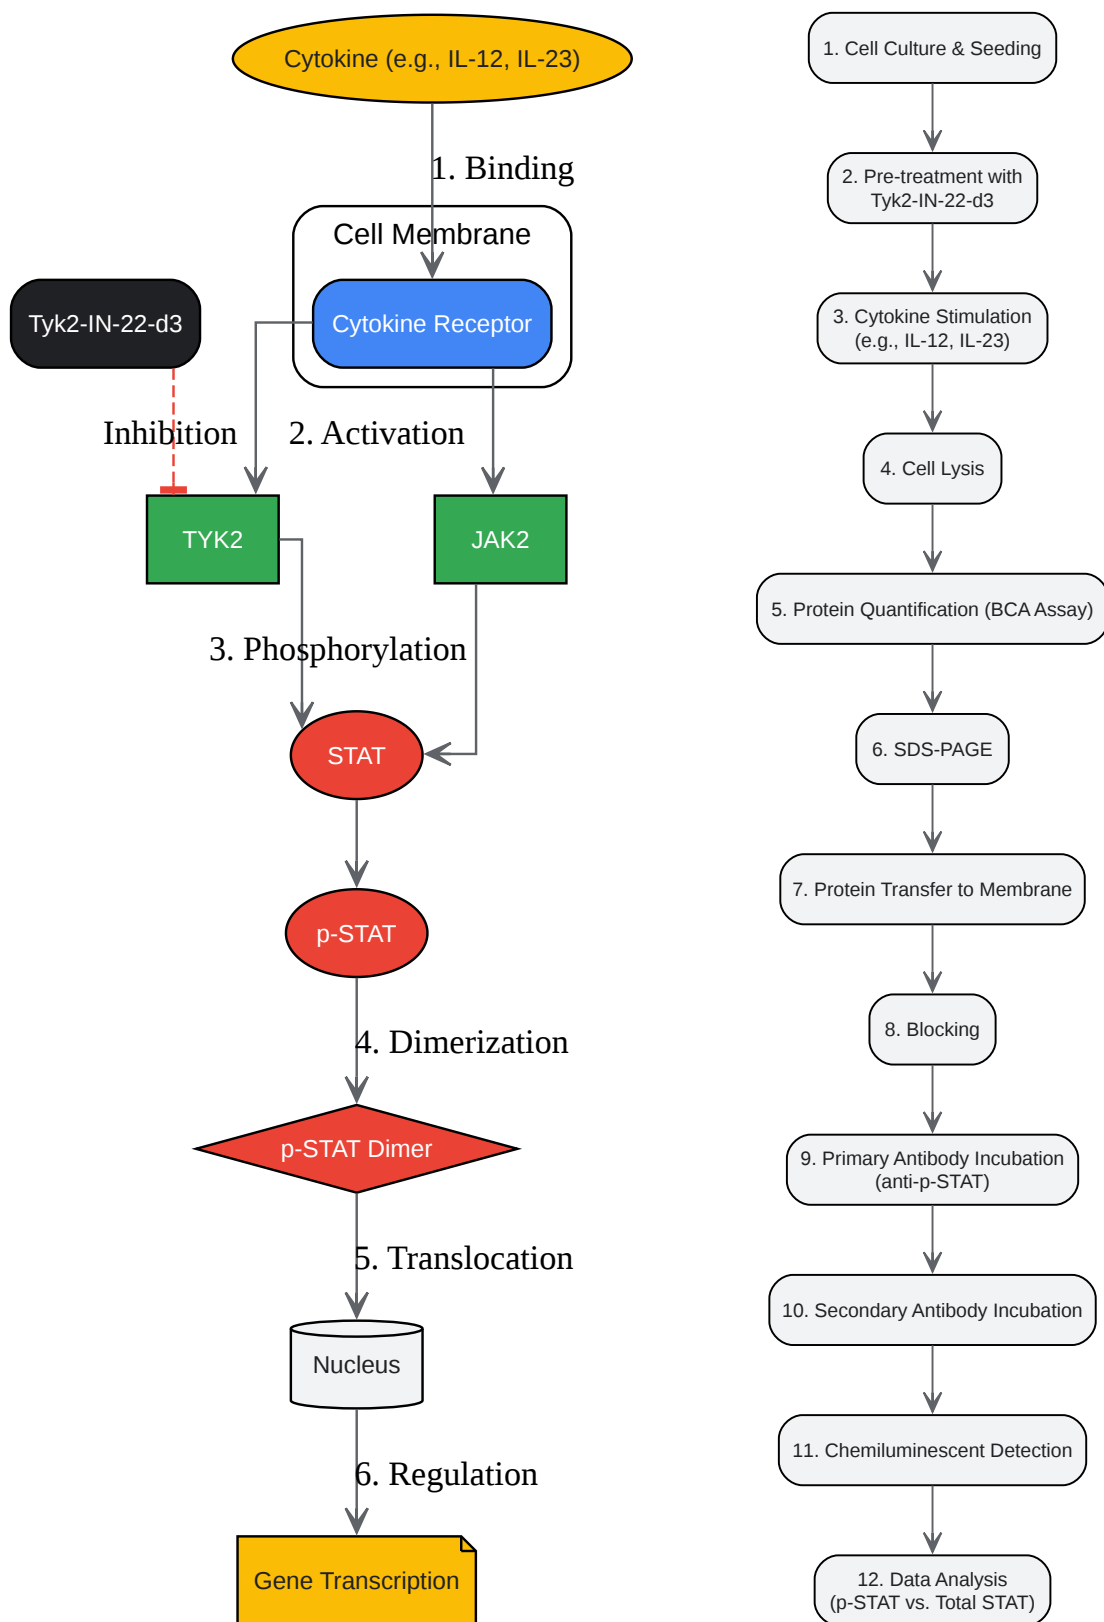 Cytokine (e.g., IL-12, IL-23)
1. Binding
Cell Membrane
Cytokine Receptor
Tyk2-IN-22-d3
Inhibition
2. Activation
TYK2
JAK2
3. Phosphorylation
STAT
p-STAT
4. Dimerization
p-STAT Dimer
5. Translocation
Nucleus
6. Regulation
Gene Transcription
1. Cell Culture & Seeding
2. Pre-treatment with
Tyk2-IN-22-d3
3. Cytokine Stimulation
(e.g., IL-12, IL-23)
4. Cell Lysis
5. Protein Quantification (BCA Assay)
6. SDS-PAGE
7. Protein Transfer to Membrane
8. Blocking
9. Primary Antibody Incubation
(anti-p-STAT)
10. Secondary Antibody Incubation
11. Chemiluminescent Detection
12. Data Analysis
(p-STAT vs. Total STAT)